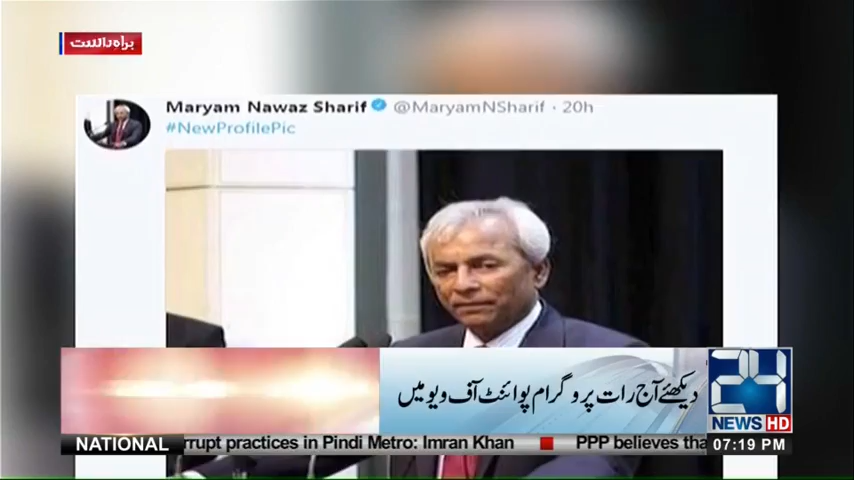 براہ راست
Maryam Nawaz Sharif @MaryamNSharif · 20h
#NewProfilePic
دیکھئے آج رات پروگرام پوائنٹ آف ویو میں
24
NEWS HD
NATIONAL rrupt practices in Pindi Metro: Imran Khan PPP believes tha 07:19 PM